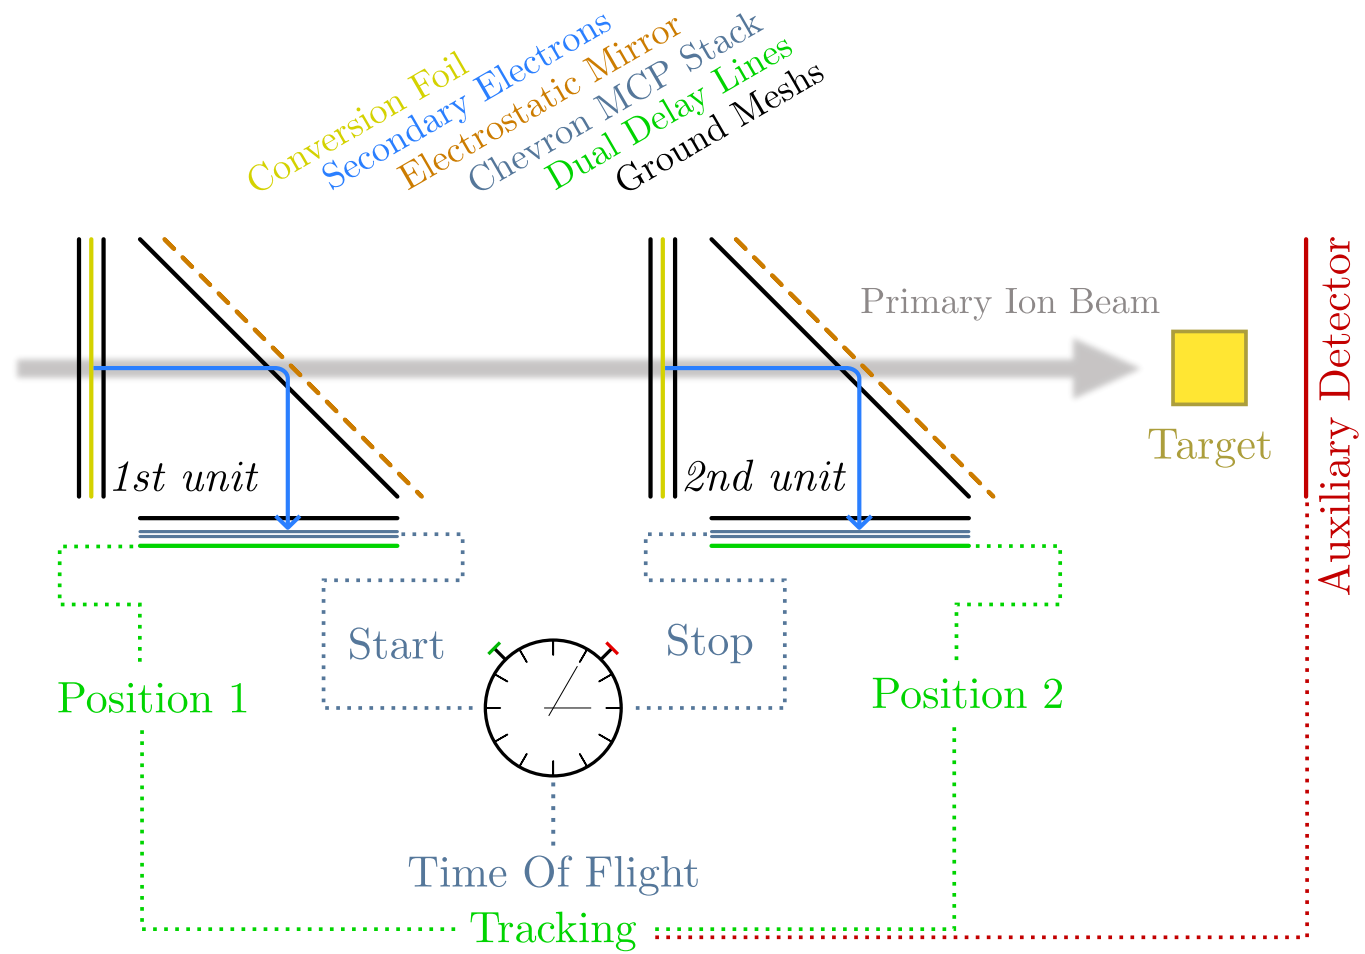 Conversion Foil
Secondary Electrons
Electrostatic Mirror
Chevron MCP Stack
Dual Delay Lines
Ground Meshs
Primary Ion Beam
Auxiliary Detector
Target
1st unit
2nd unit
Start
Stop
Position 1
Position 2
Time Of Flight
Tracking